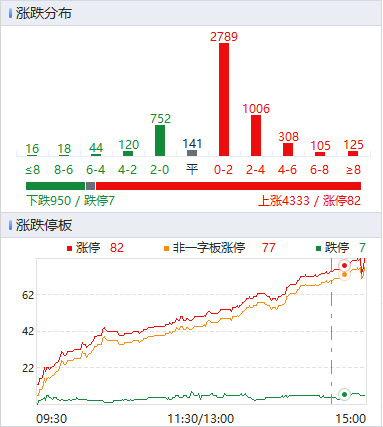 涨跌分布
16 18 44 120 752 141 2789 1006 308 105 125
≤8 8-6 6-4 4-2 2-0 平 0-2 2-4 4-6 6-8 ≥8
下跌950 / 跌停7 上涨4333 / 涨停82
涨跌停板
涨停 82 非一字板涨停 77 跌停 7
62
42
22
09:30 11:30/13:00 15:00